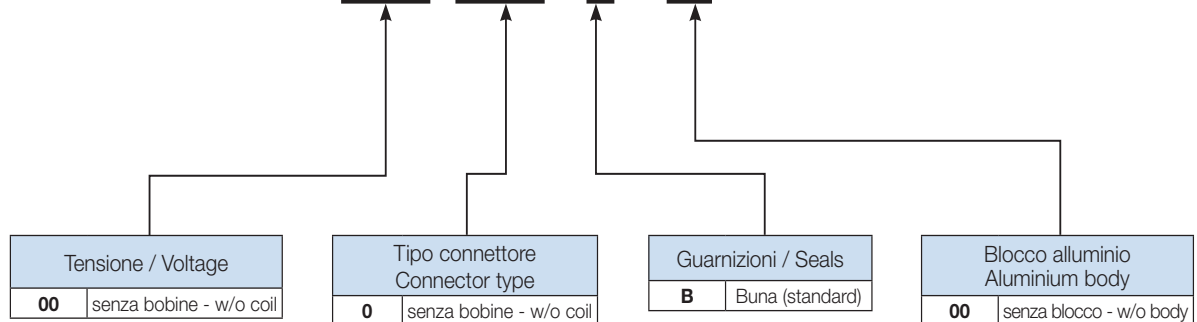 Tensione / Voltage
00 senza bobine - w/o coil
Tipo connettore
Connector type
0 senza bobine - w/o coil
Guarnizioni / Seals
B Buna (standard)
Blocco alluminio
Aluminium body
00 senza blocco - w/o body